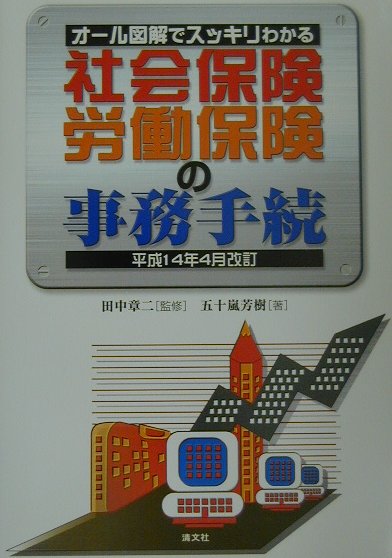 オール図解でスッキリわかる
社会保険
労働保険
の
事務手続
平成14年4月改訂
田中章二[監修] 五十嵐芳樹[著]
清文社